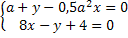 a + y − 0,5a²x = 0
8x − y + 4 = 0